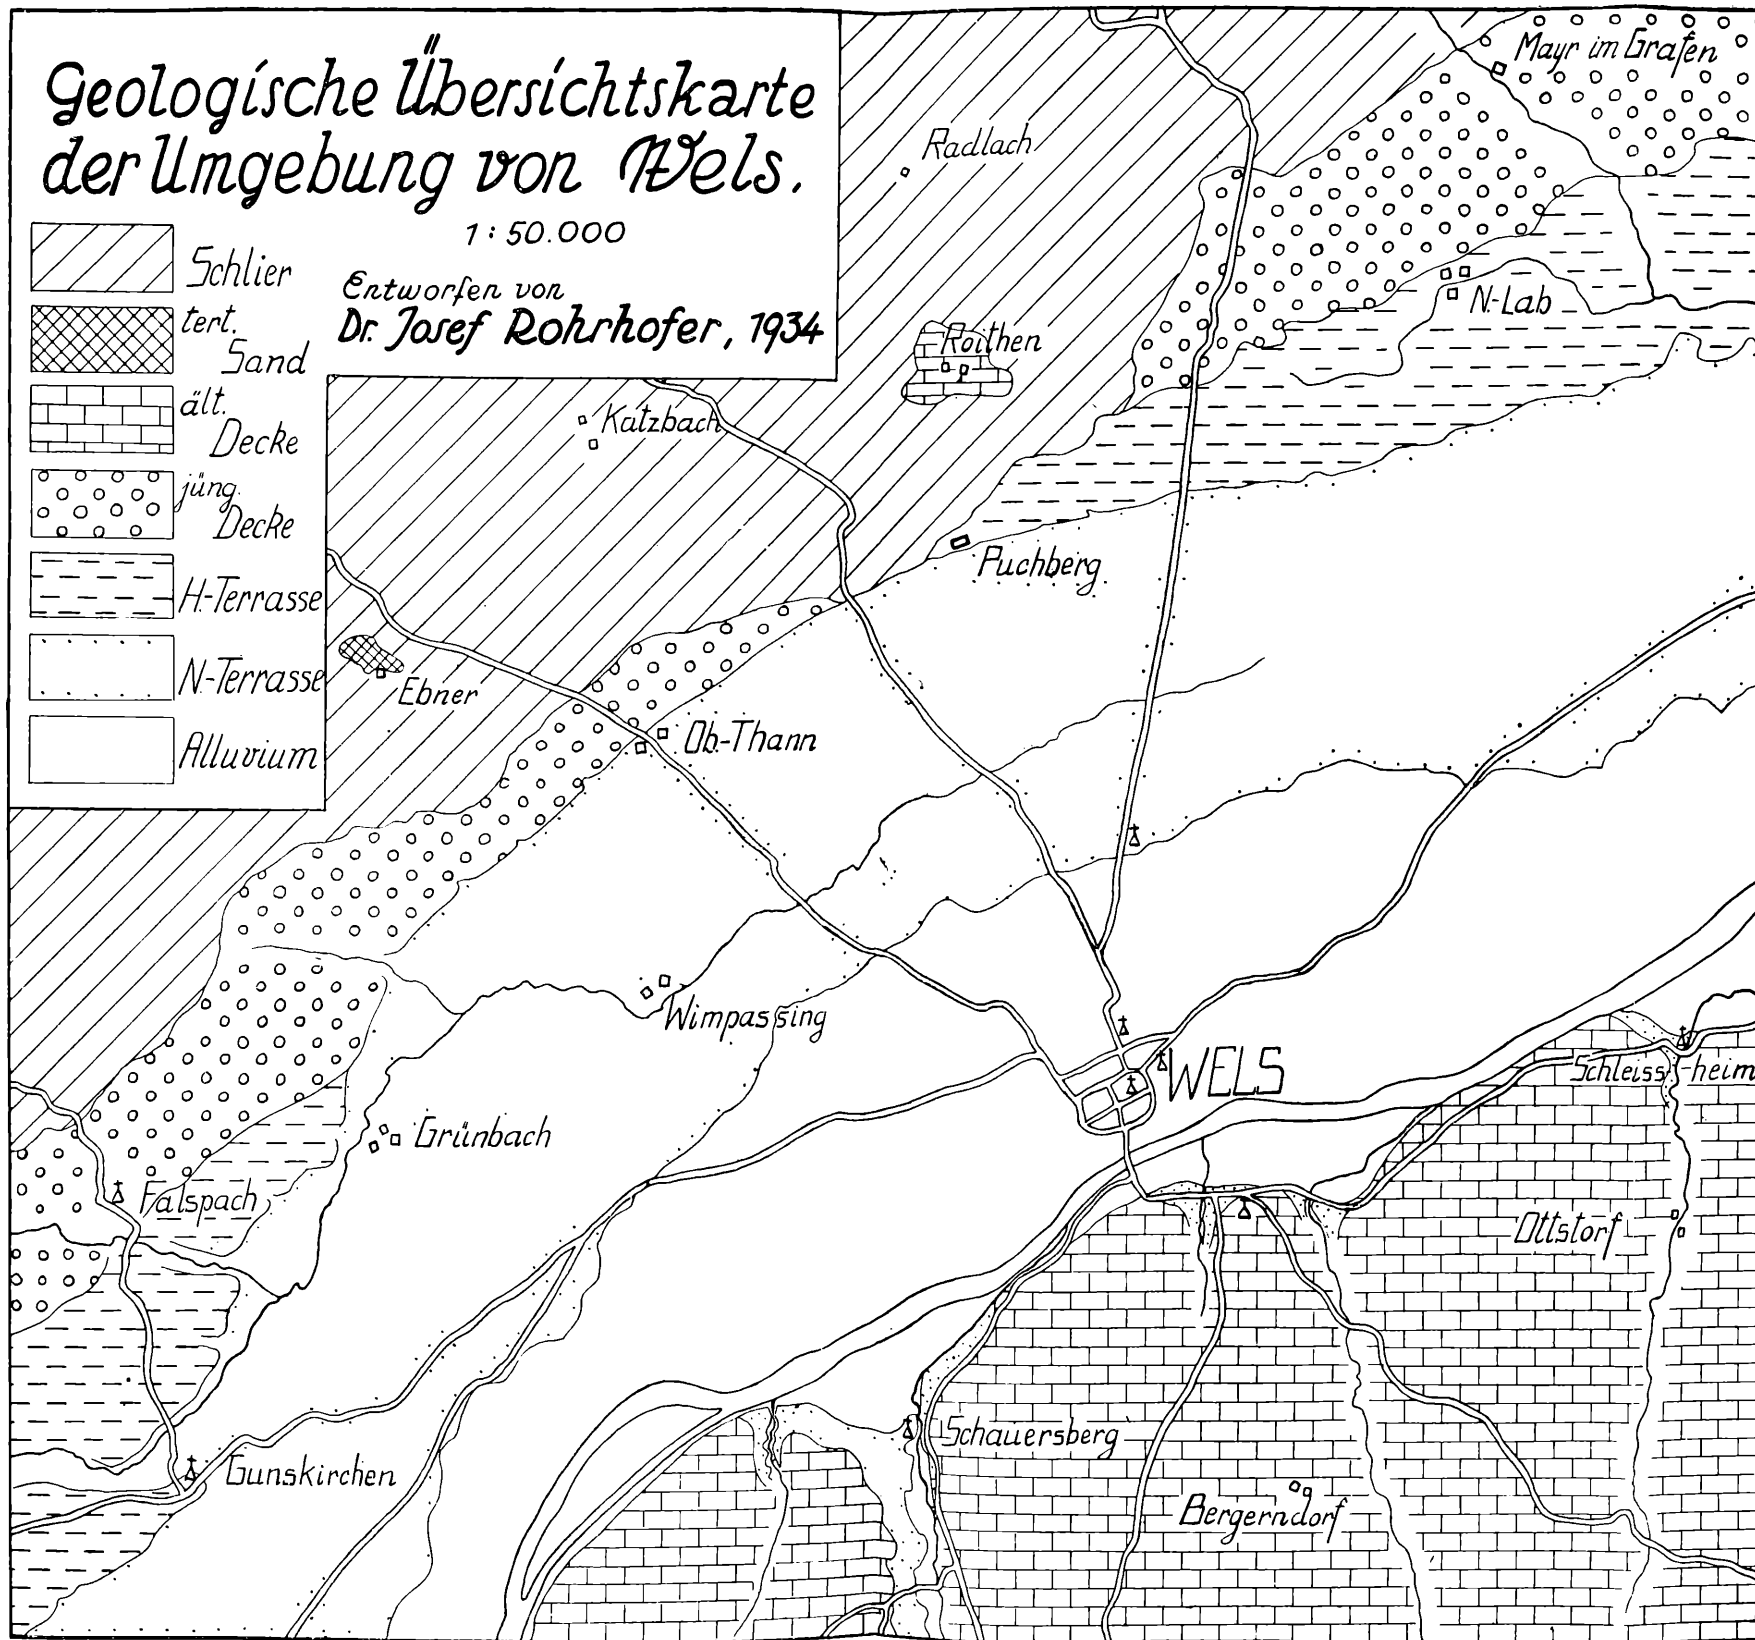 Geologische Übersichtskarte
der Umgebung von Wels.
1 : 50.000
Entworfen von
Dr. Josef Rohrhofer, 1934
Schlier
tert.
Sand
ält.
Decke
jüng.
Decke
H.-Terrasse
N.-Terrasse
Alluvium
Mayr im Grafen
Radlach
N.-Lab
Roithen
Katzbach
Puchberg
Ebner
Ob.-Thann
Wimpassing
WELS
Schleiss-heim
Grünbach
Falspach
Ottstorf
Schauersberg
Gunskirchen
Bergerndorf